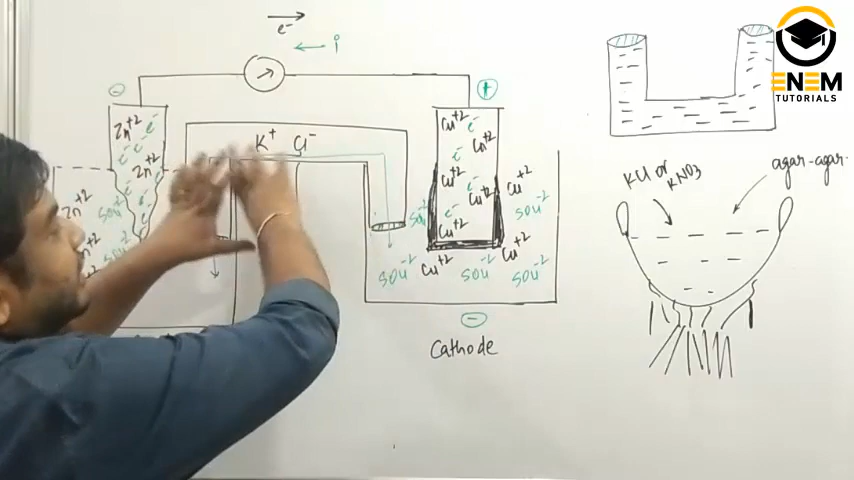 e⁻
i
ENEM
TUTORIALS
⊖
⊕
Zn⁺²
e⁻
e⁻
e⁻
Zn⁺²
e⁻
K⁺ Cl⁻
Cu⁺²
e⁻
Cu⁺²
e⁻
Cu⁺²
e⁻
Cu⁺²
e⁻
Cu⁺²
Cu⁺²
SO4⁻²
Zn⁺²
SO4⁻²
SO4⁻²
Cu⁺²
Cu⁺²
SO4⁻²
SO4⁻²
SO4⁻²
⊖
Cathode
KCl or
KNO3
agar-agar